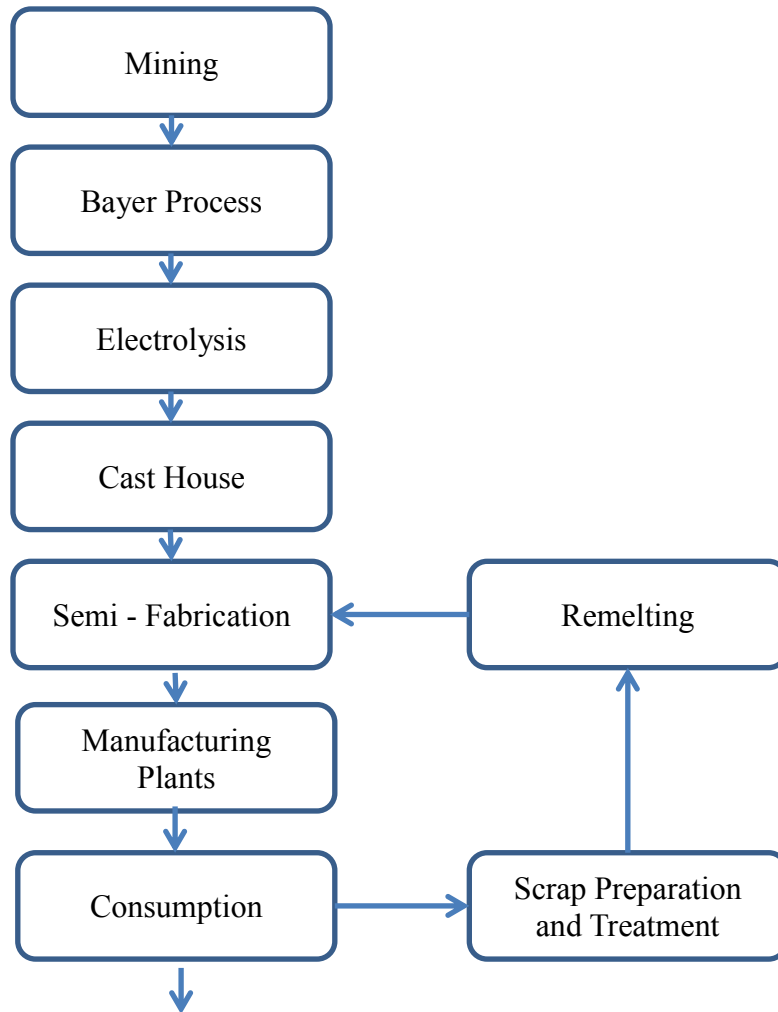 Mining
Bayer Process
Electrolysis
Cast House
Semi - Fabrication
Remelting
Manufacturing
Plants
Consumption
Scrap Preparation
and Treatment